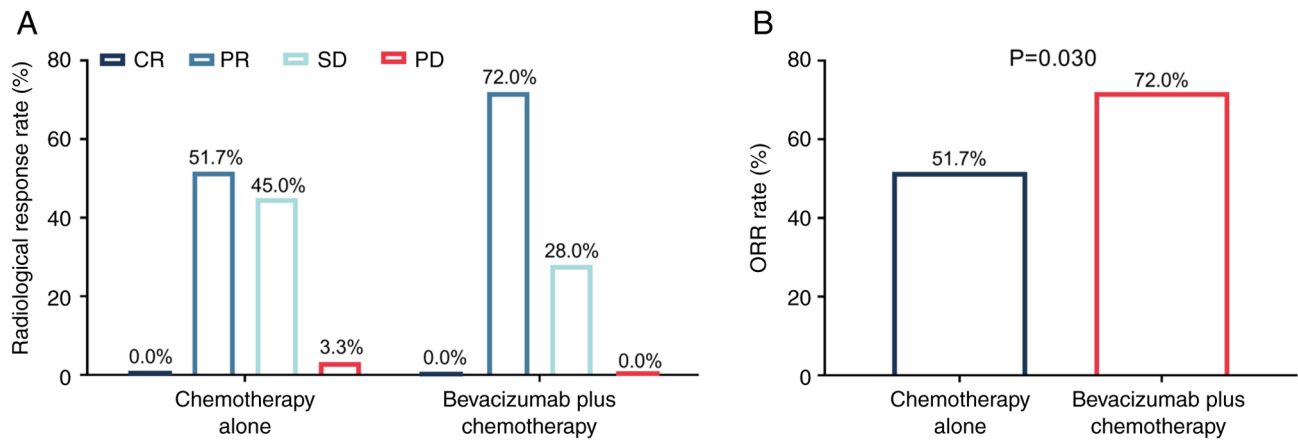 A
Radiological response rate (%)
80
60
40
20
0
CR PR SD PD
0.0%
51.7%
45.0%
3.3%
0.0%
72.0%
28.0%
0.0%
Chemotherapy
alone
Bevacizumab plus
chemotherapy
B
ORR rate (%)
80
60
40
20
0
P=0.030
51.7%
72.0%
Chemotherapy
alone
Bevacizumab plus
chemotherapy